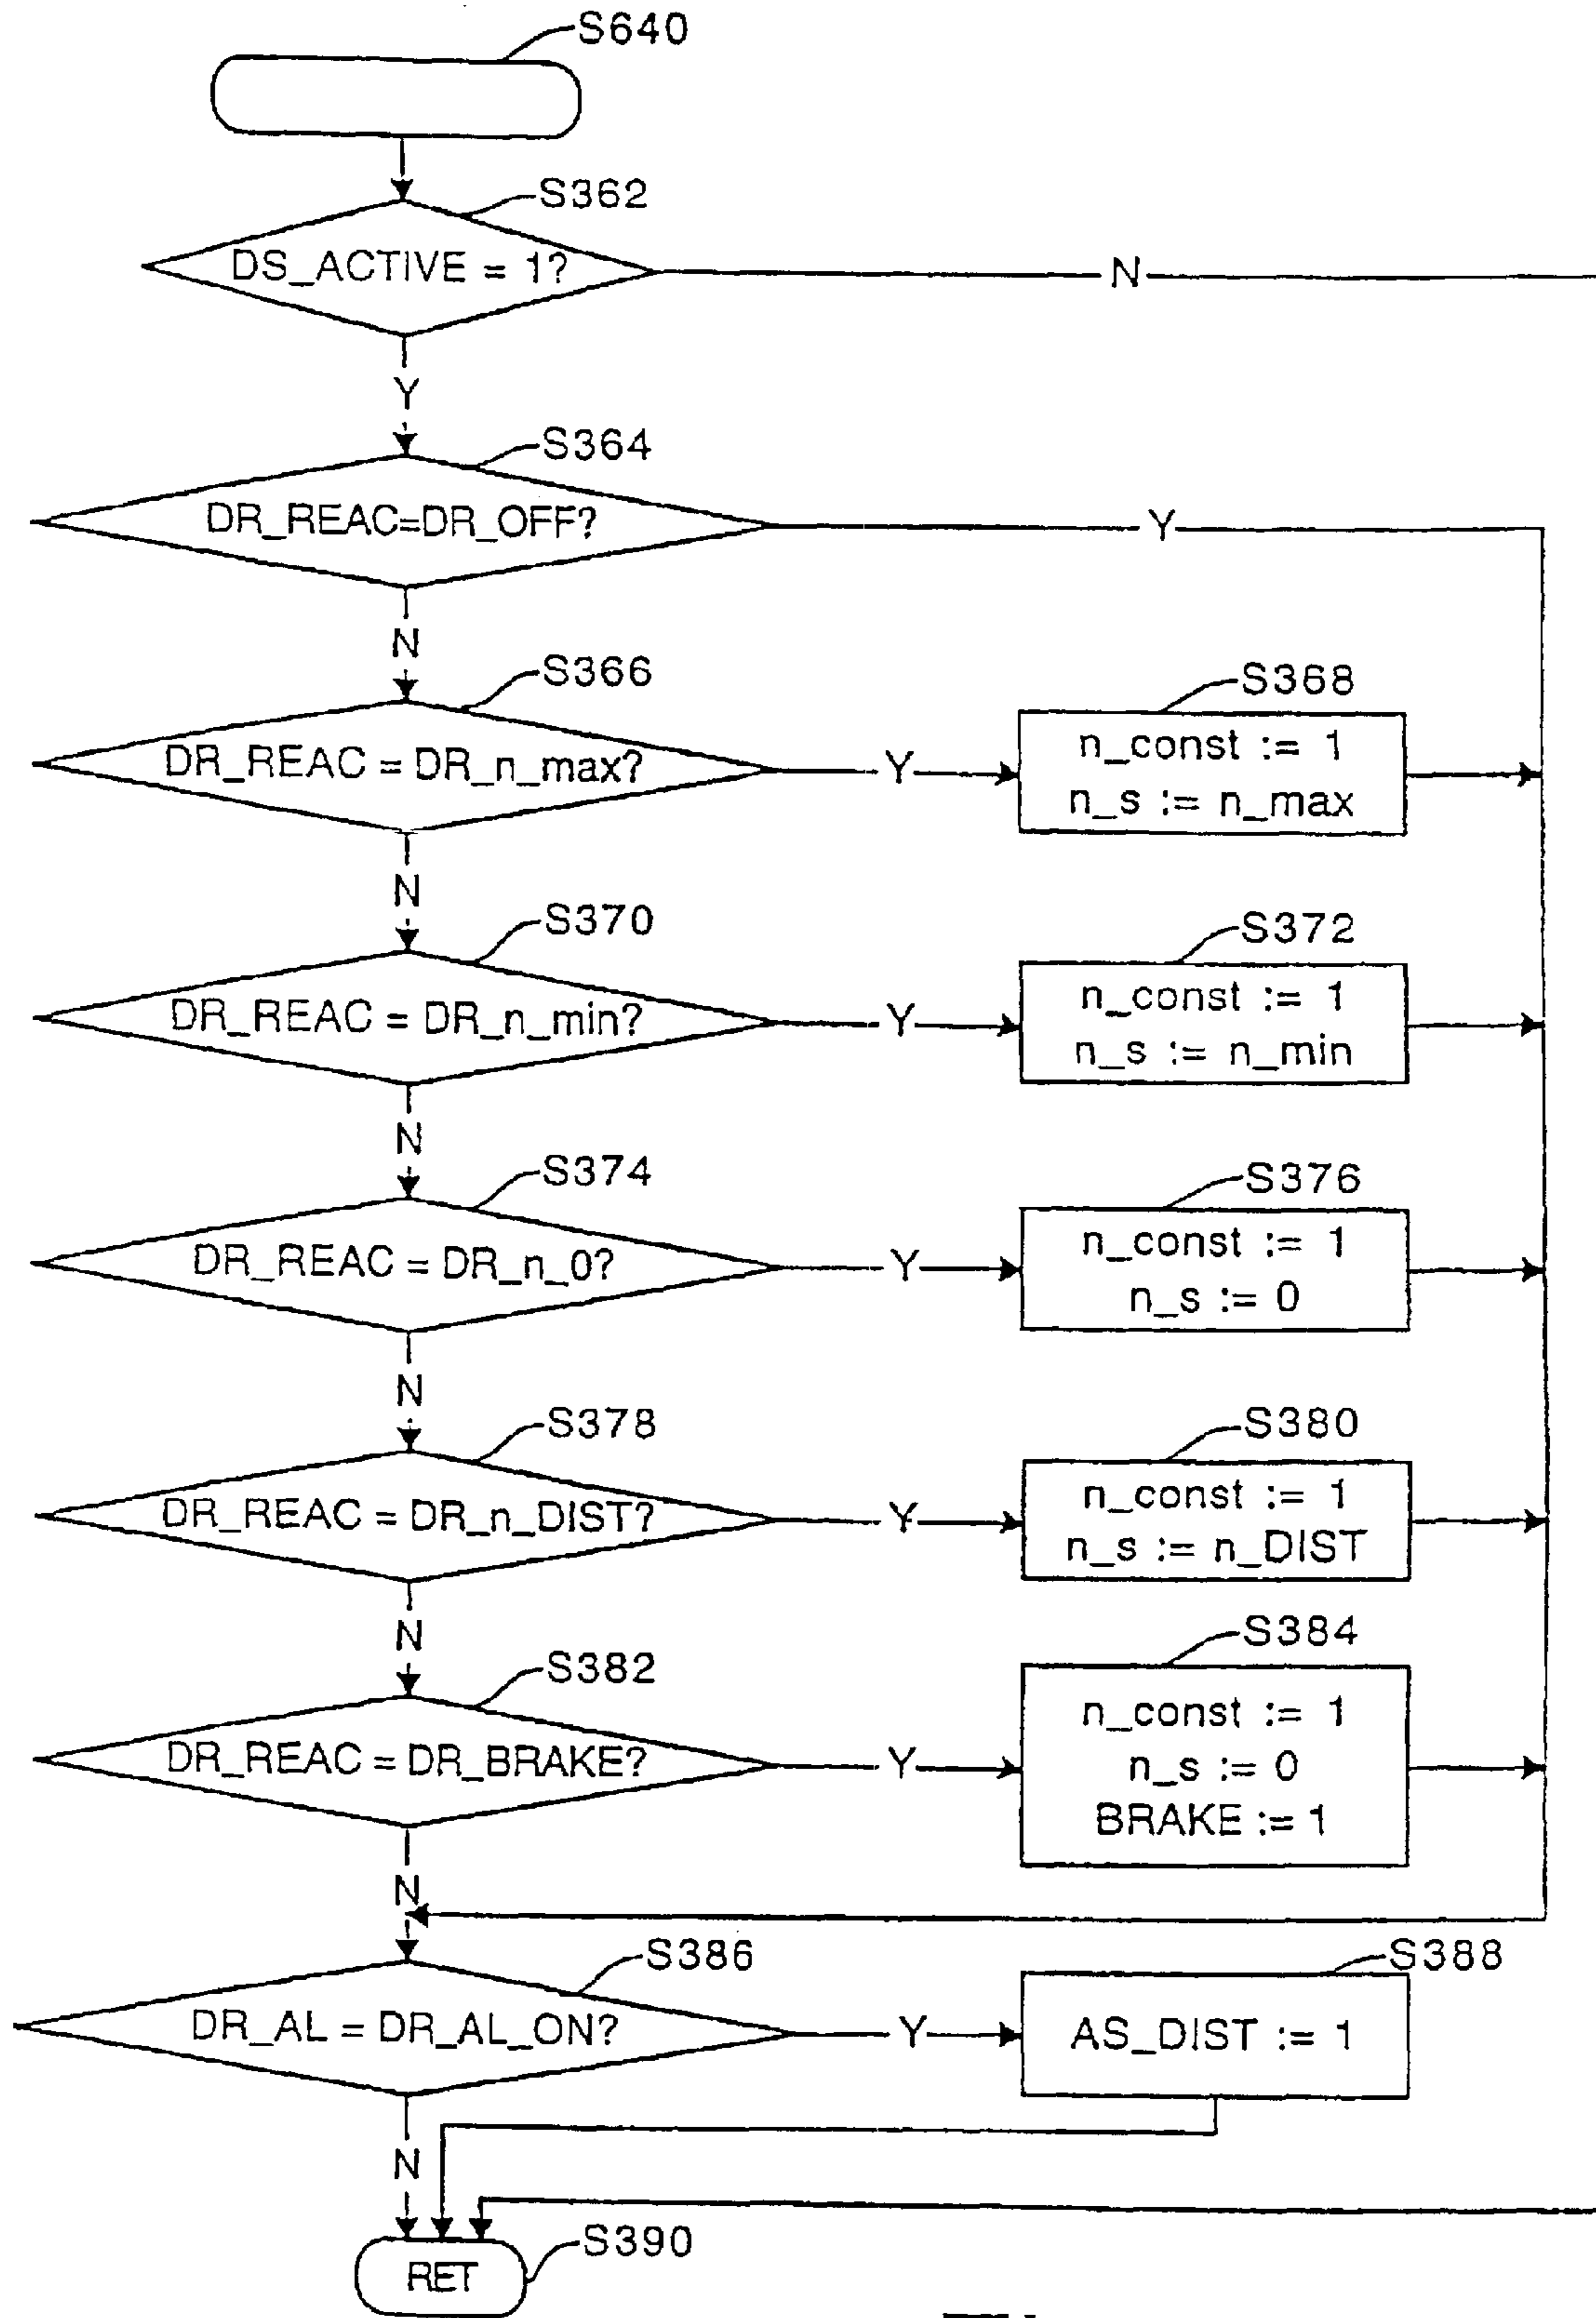 S640
S362
DS_ACTIVE = 1?
N
Y
S364
DR_REAC=DR_OFF?
Y
N
S366
DR_REAC = DR_n_max?
Y
S368
n_const := 1
n_s := n_max
N
S370
DR_REAC = DR_n_min?
Y
S372
n_const := 1
n_s := n_min
N
S374
DR_REAC = DR_n_0?
Y
S376
n_const := 1
n_s := 0
N
S378
DR_REAC = DR_n_DIST?
Y
S380
n_const := 1
n_s := n_DIST
N
S382
DR_REAC = DR_BRAKE?
Y
S384
n_const := 1
n_s := 0
BRAKE := 1
N
S386
DR_AL = DR_AL_ON?
Y
S388
AS_DIST := 1
N
RET
S390